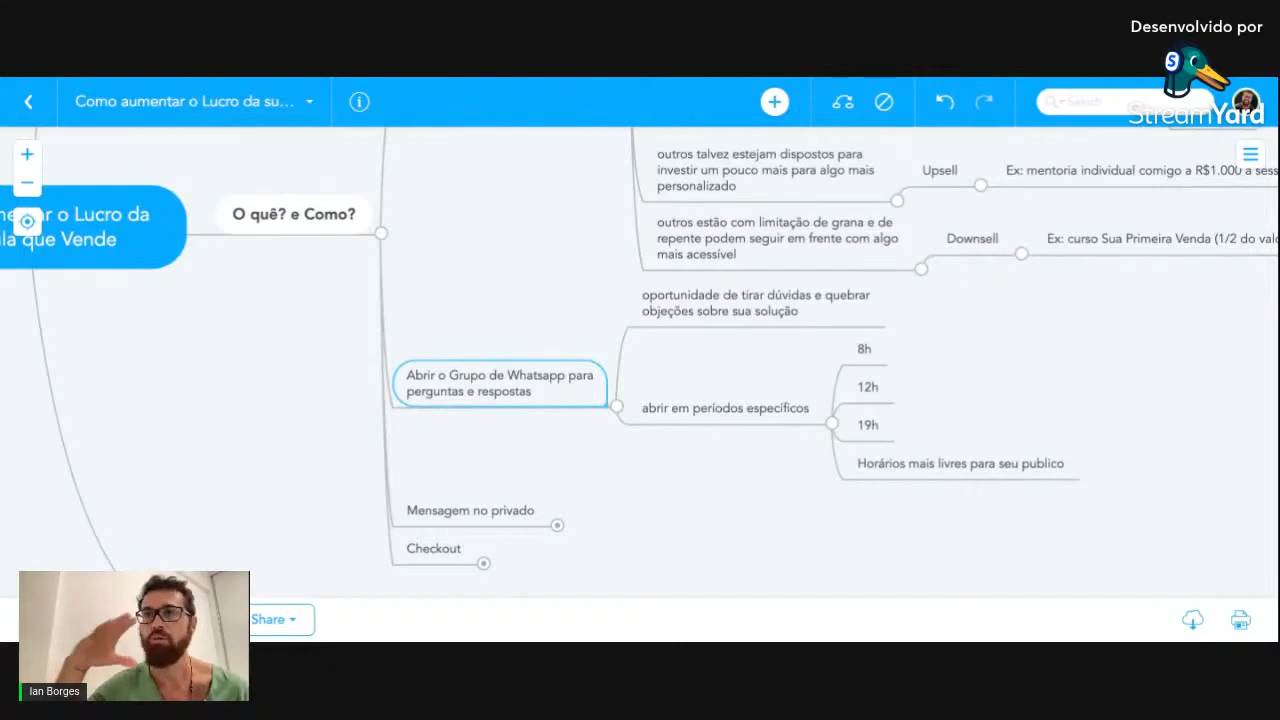 Desenvolvido por
StreamYard
Como aumentar o Lucro da su...
Search
outros talvez estejam dispostos para
investir um pouco mais para algo mais
personalizado
Upsell
Ex: mentoria individual comigo a R$1.000 a sess
o Lucro da
que Vende
O quê? e Como?
outros estão com limitação de grana e de
repente podem seguir em frente com algo
mais acessível
Downsell
Ex: curso Sua Primeira Venda (1/2 do valo
oportunidade de tirar dúvidas e quebrar
objeções sobre sua solução
Abrir o Grupo de Whatsapp para
perguntas e respostas
abrir em períodos específicos
8h
12h
19h
Horários mais livres para seu publico
Mensagem no privado
Checkout
Share
Ian Borges